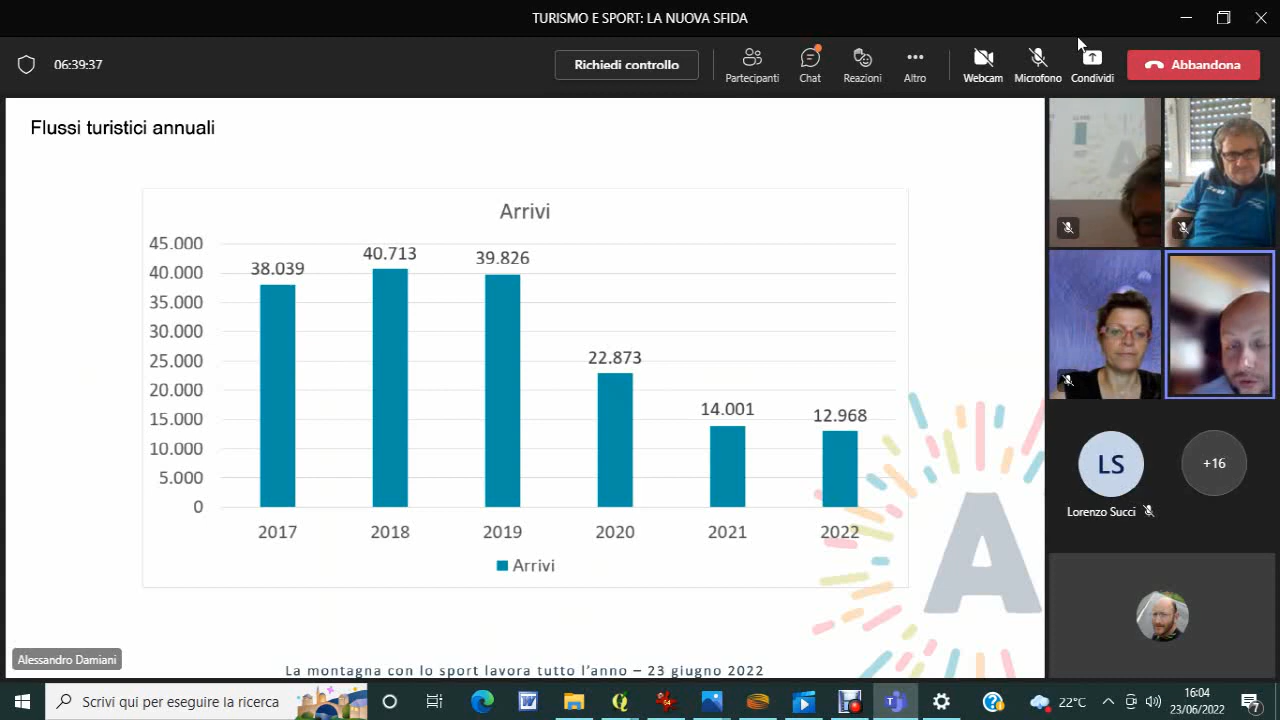 TURISMO E SPORT: LA NUOVA SFIDA
06:39:37
Richiedi controllo
Partecipanti
Chat
Reazioni
Altro
Webcam
Microfono
Condividi
Abbandona
Flussi turistici annuali
Arrivi
45.000
40.000
35.000
30.000
25.000
20.000
15.000
10.000
5.000
0
38.039
40.713
39.826
22.873
14.001
12.968
2017
2018
2019
2020
2021
2022
Arrivi
A
LS
+16
Lorenzo Succi
Alessandro Damiani
La montagna con lo sport lavora tutto l'anno – 23 giugno 2022
Scrivi qui per eseguire la ricerca
22°C
16:04
23/06/2022
7